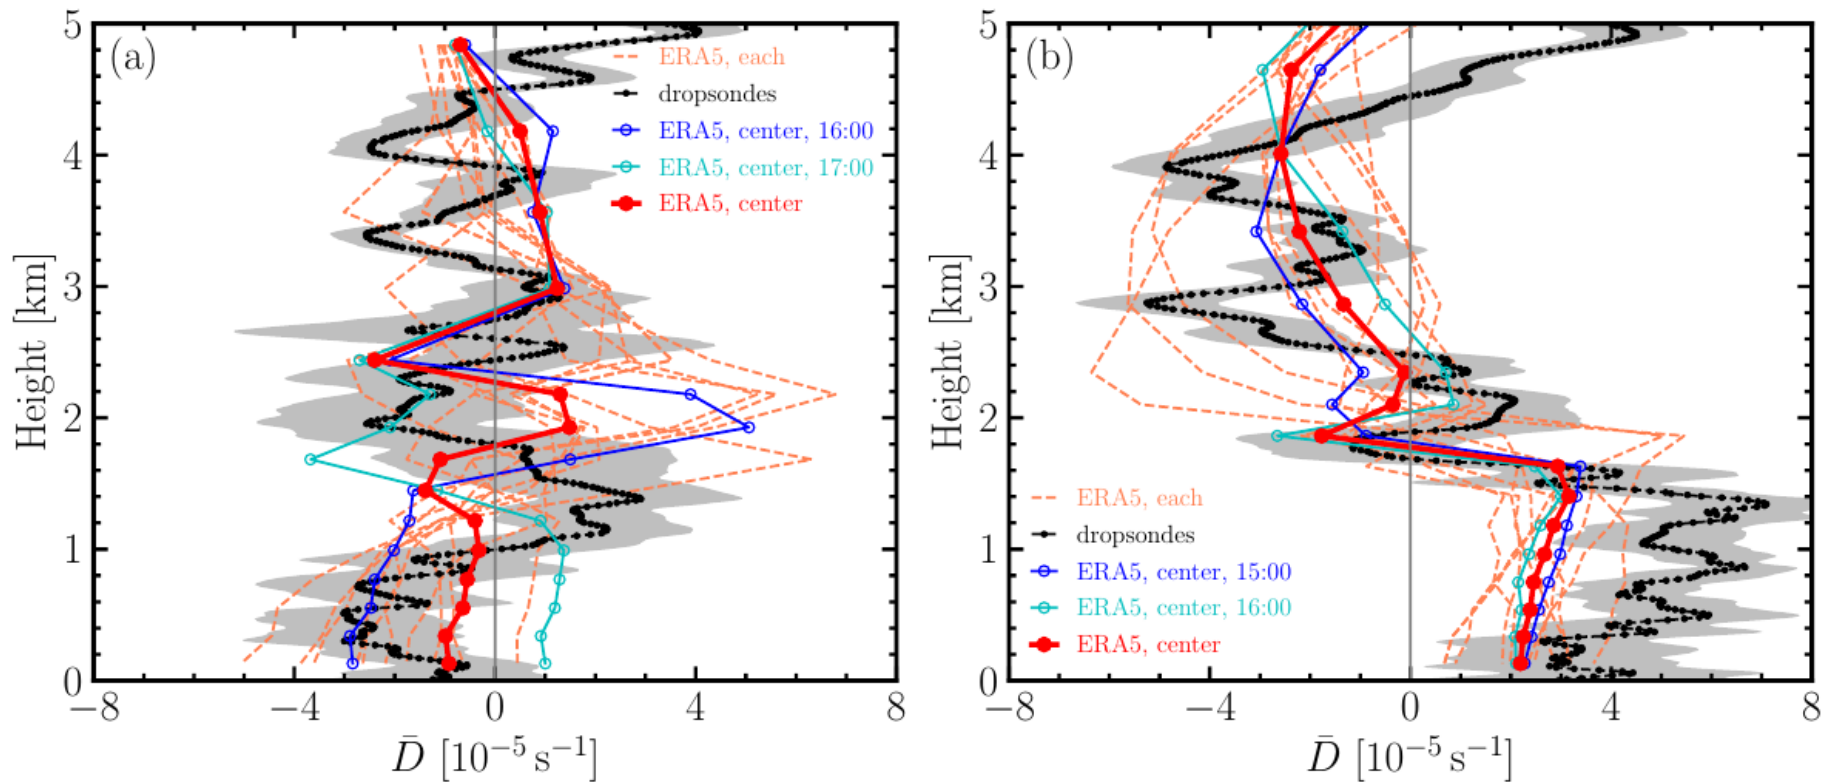 (a)
ERA5, each
dropsondes
ERA5, center, 16:00
ERA5, center, 17:00
ERA5, center
5
4
3
2
1
0
Height [km]
−8
−4
0
4
8
D̄ [10⁻⁵ s⁻¹]
(b)
ERA5, each
dropsondes
ERA5, center, 15:00
ERA5, center, 16:00
ERA5, center
5
4
3
2
1
0
Height [km]
−8
−4
0
4
8
D̄ [10⁻⁵ s⁻¹]